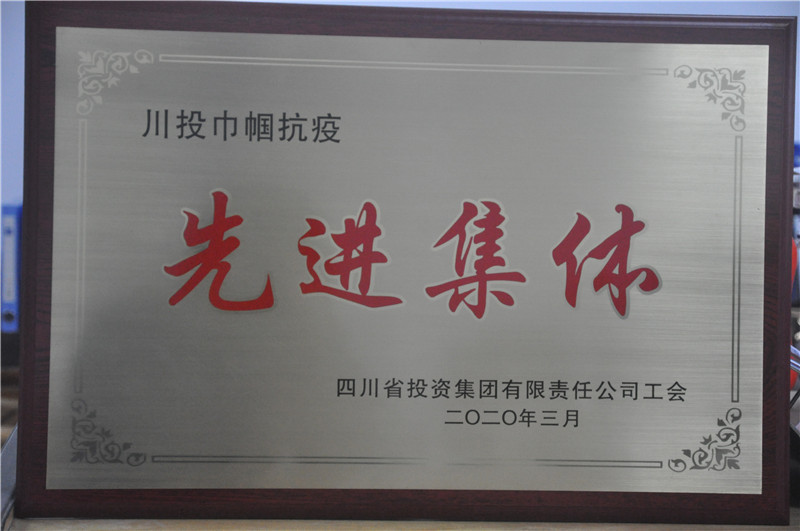 川投巾帼抗疫
先进集体
四川省投资集团有限责任公司工会
二〇二〇年三月